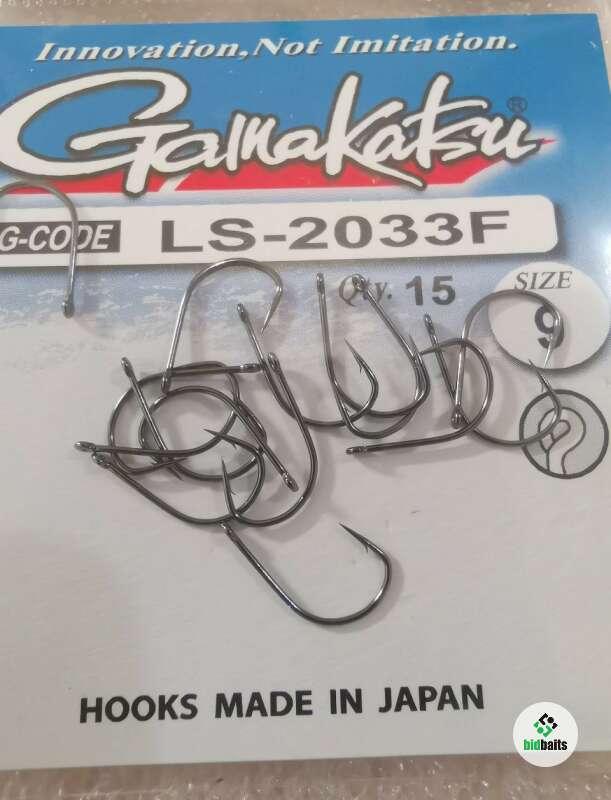 Innovation, Not Imitation.
Gamakatsu®
G-CODE LS-2033F
Qty. 15 SIZE
9
HOOKS MADE IN JAPAN
bidbaits